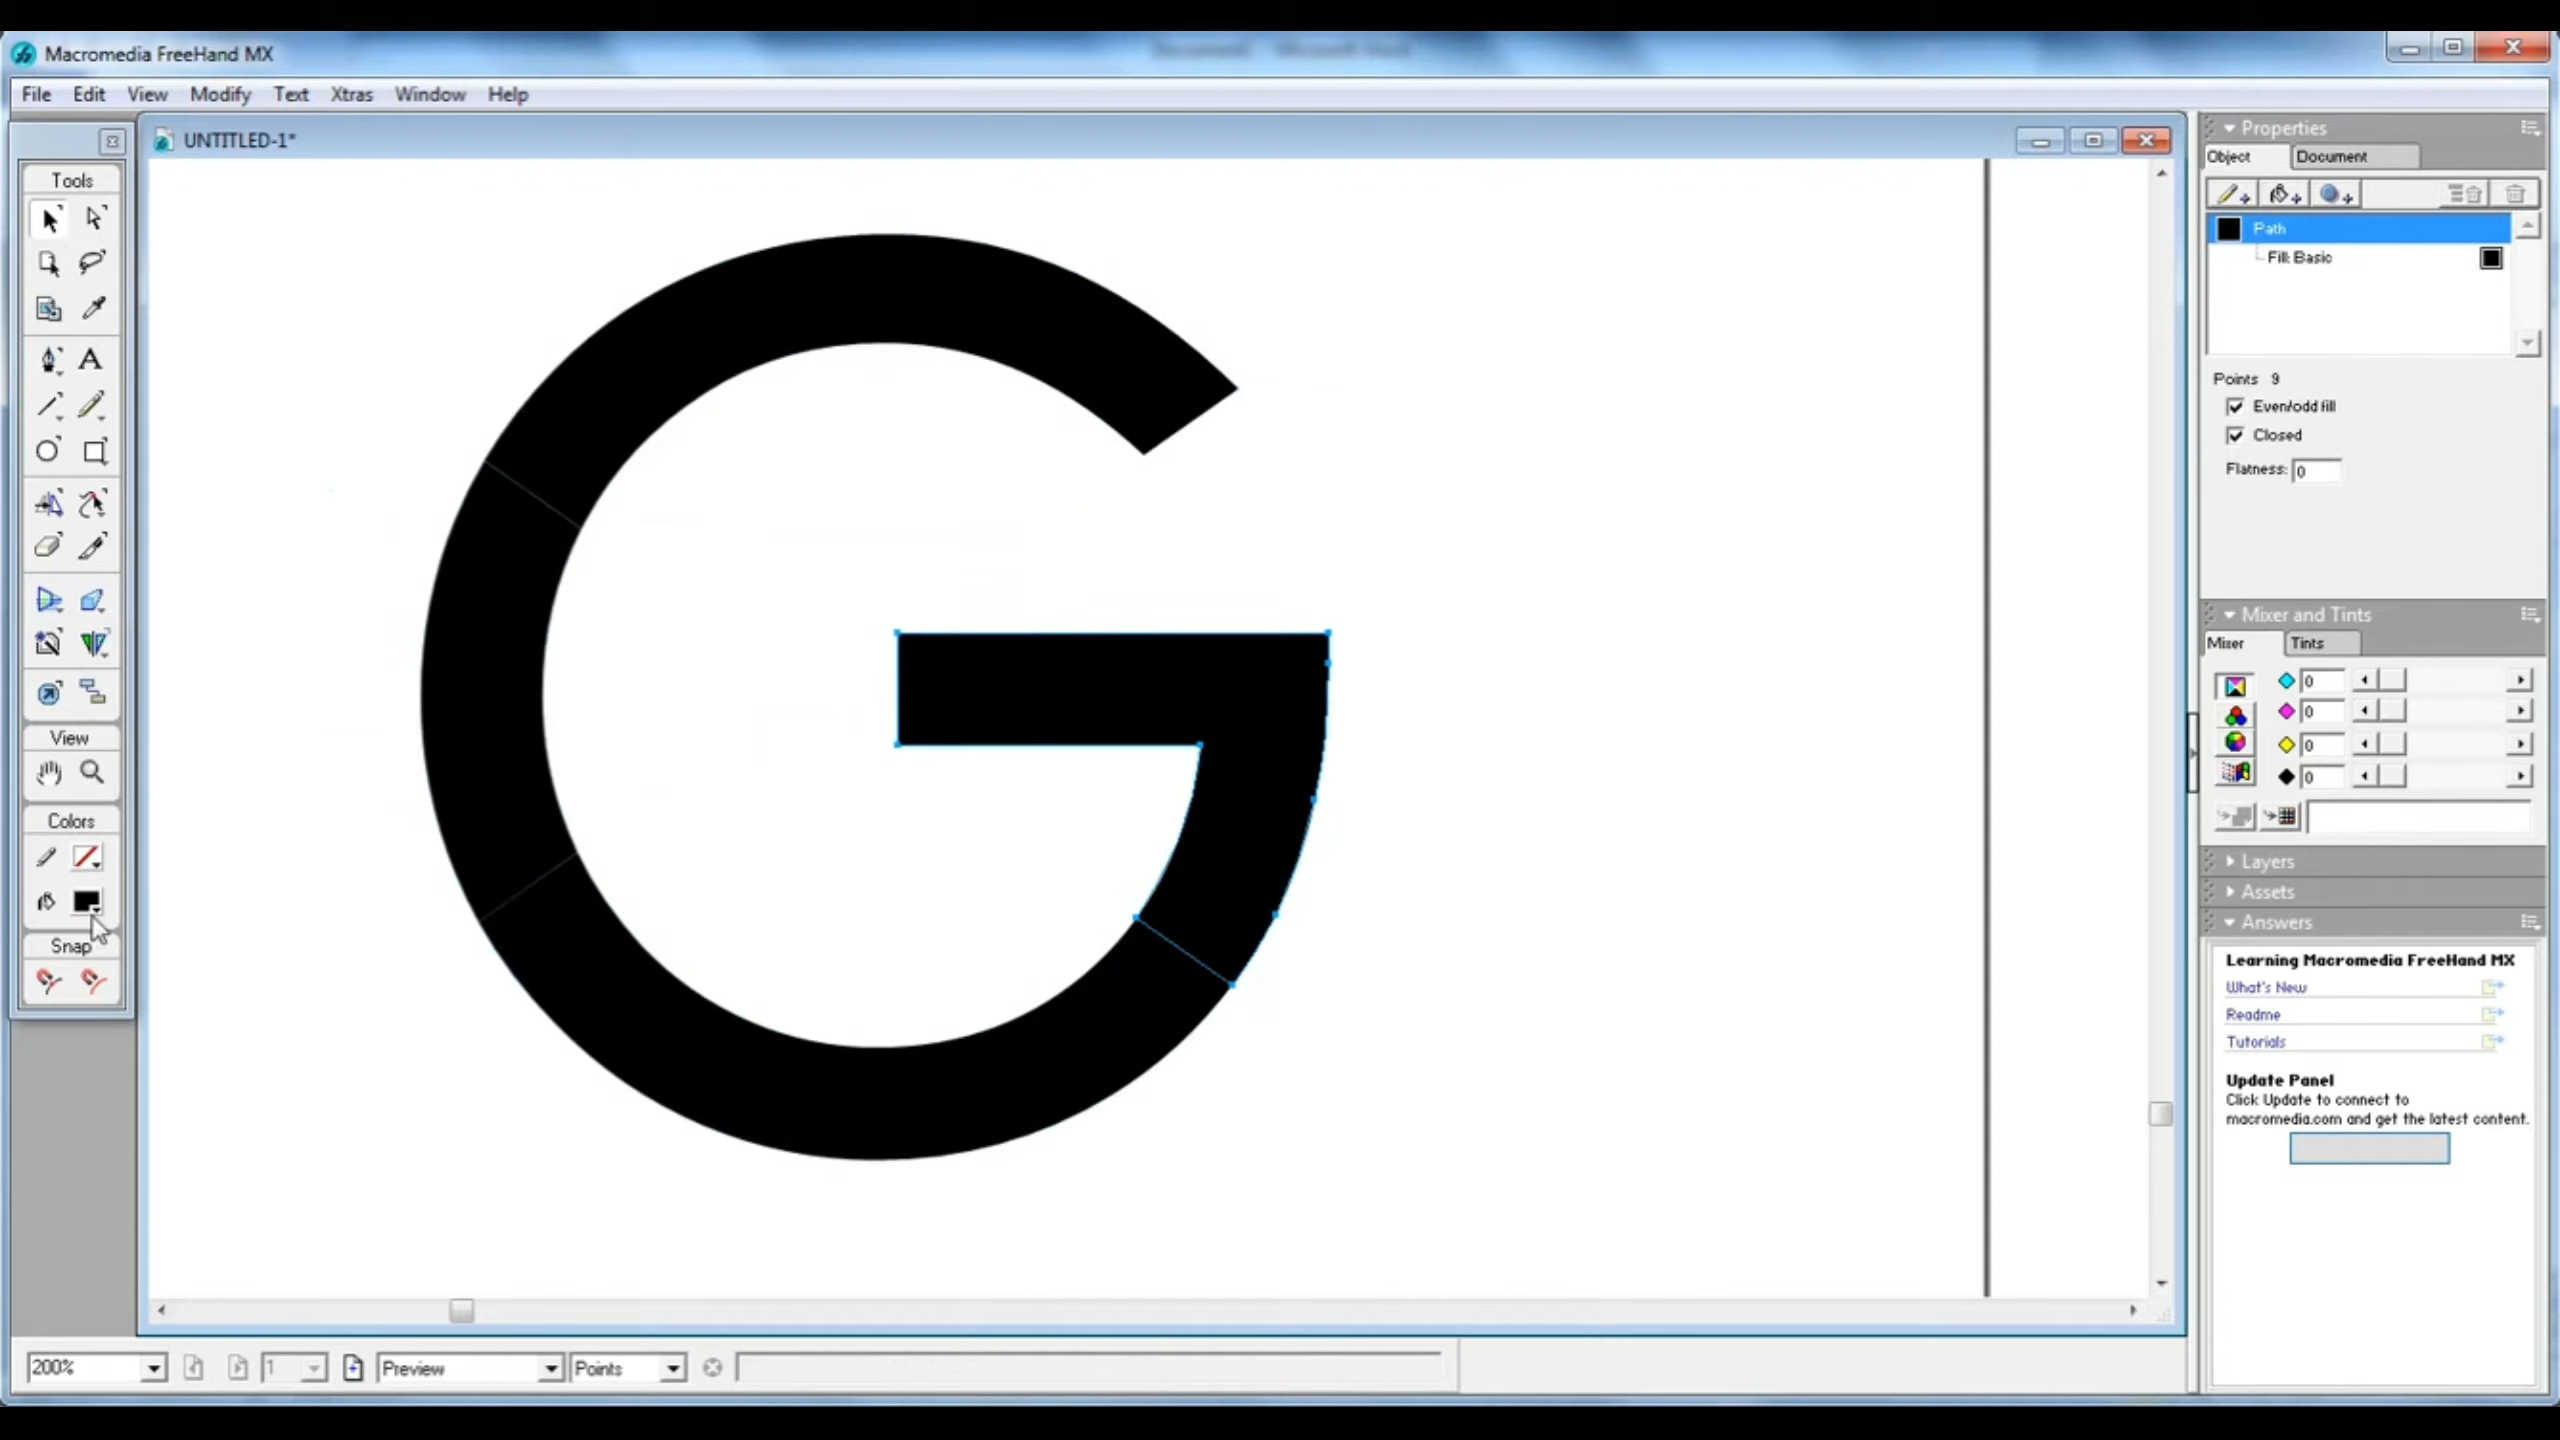 Macromedia FreeHand MX
File Edit View Modify Text Xtras Window Help
UNTITLED-1*
Tools
View
Colors
Snap
Properties
Object Document
Path
Fill: Basic
Points 9
Even/odd fill
Closed
Flatness: 0
Mixer and Tints
Mixer Tints
0
0
0
0
Layers
Assets
Answers
Learning Macromedia FreeHand MX
What's New
Readme
Tutorials
Update Panel
Click Update to connect to
macromedia.com and get the latest content.
200% 1 Preview Points